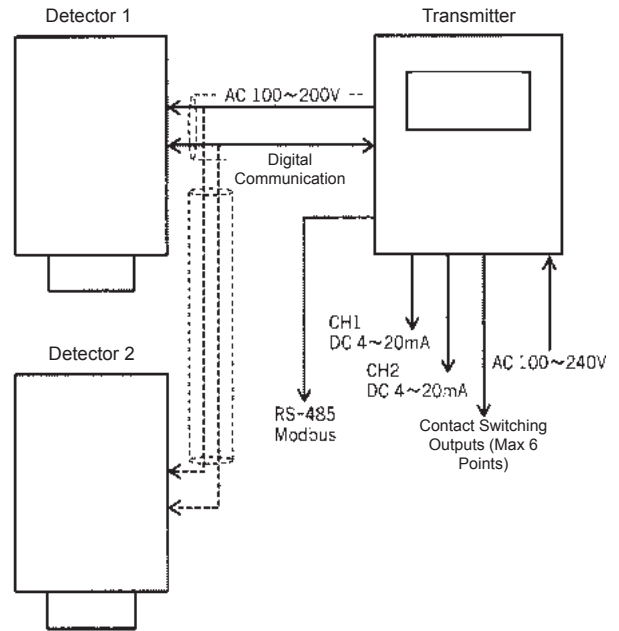 Detector 1
Transmitter
AC 100~200V
Digital
Communication
CH1
DC 4~20mA
CH2
DC 4~20mA
AC 100~240V
Detector 2
RS-485
Modbus
Contact Switching
Outputs (Max 6
Points)